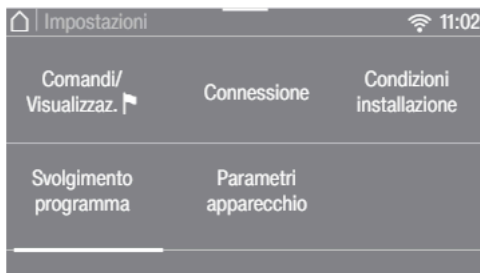 Impostazioni 11:02
Comandi/
Visualizzaz.
Connessione
Condizioni
installazione
Svolgimento
programma
Parametri
apparecchio